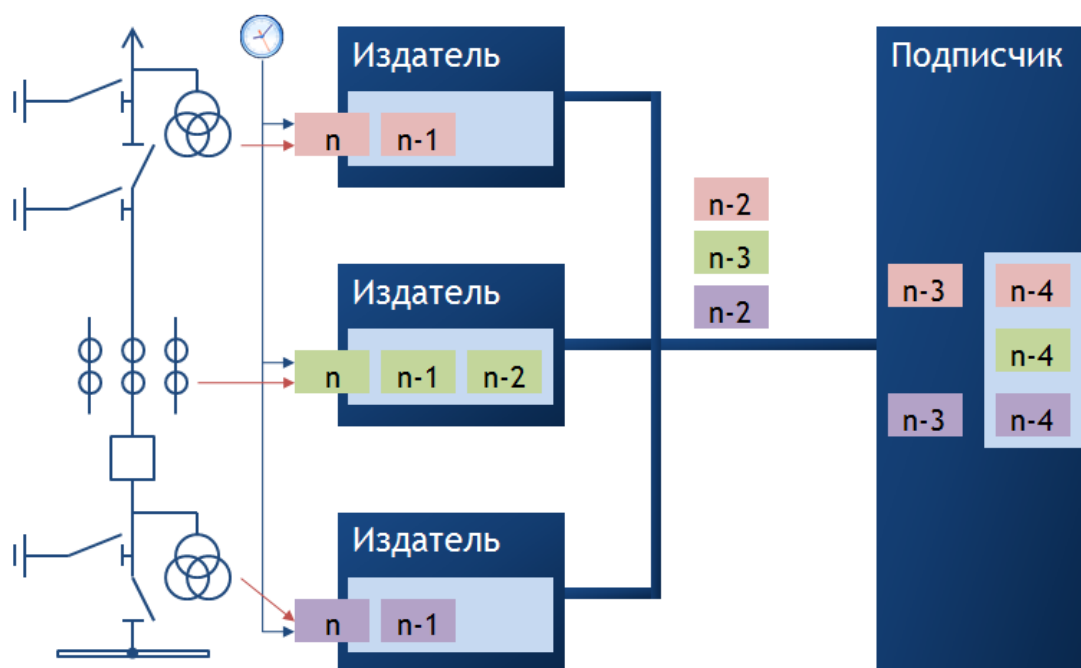 Издатель
n n-1
Издатель
n n-1 n-2
Издатель
n n-1
n-2
n-3
n-2
Подписчик
n-3 n-4
n-4
n-3 n-4